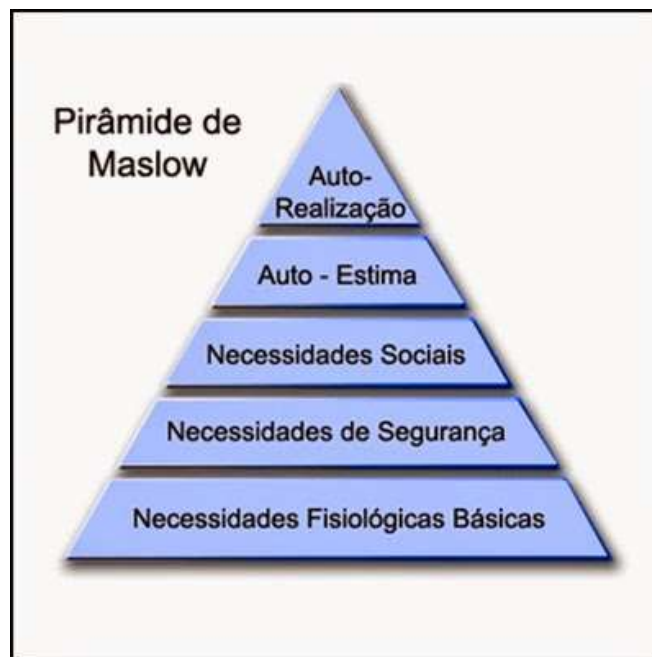 Pirâmide de
Maslow
Auto-
Realização
Auto - Estima
Necessidades Sociais
Necessidades de Segurança
Necessidades Fisiológicas Básicas